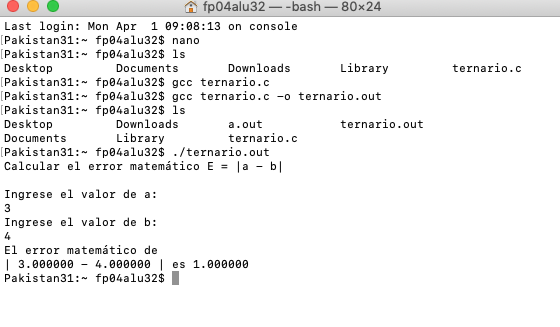 fp04alu32 — -bash — 80×24
Last login: Mon Apr  1 09:08:13 on console
[Pakistan31:~ fp04alu32$ nano
[Pakistan31:~ fp04alu32$ ls
Desktop Documents Downloads Library ternario.c
[Pakistan31:~ fp04alu32$ gcc ternario.c
[Pakistan31:~ fp04alu32$ gcc ternario.c -o ternario.out
[Pakistan31:~ fp04alu32$ ls
Desktop Downloads a.out ternario.out
Documents Library ternario.c
[Pakistan31:~ fp04alu32$ ./ternario.out
Calcular el error matemático E = |a - b|
Ingrese el valor de a:
3
Ingrese el valor de b:
4
El error matemático de
| 3.000000 - 4.000000 | es 1.000000
Pakistan31:~ fp04alu32$